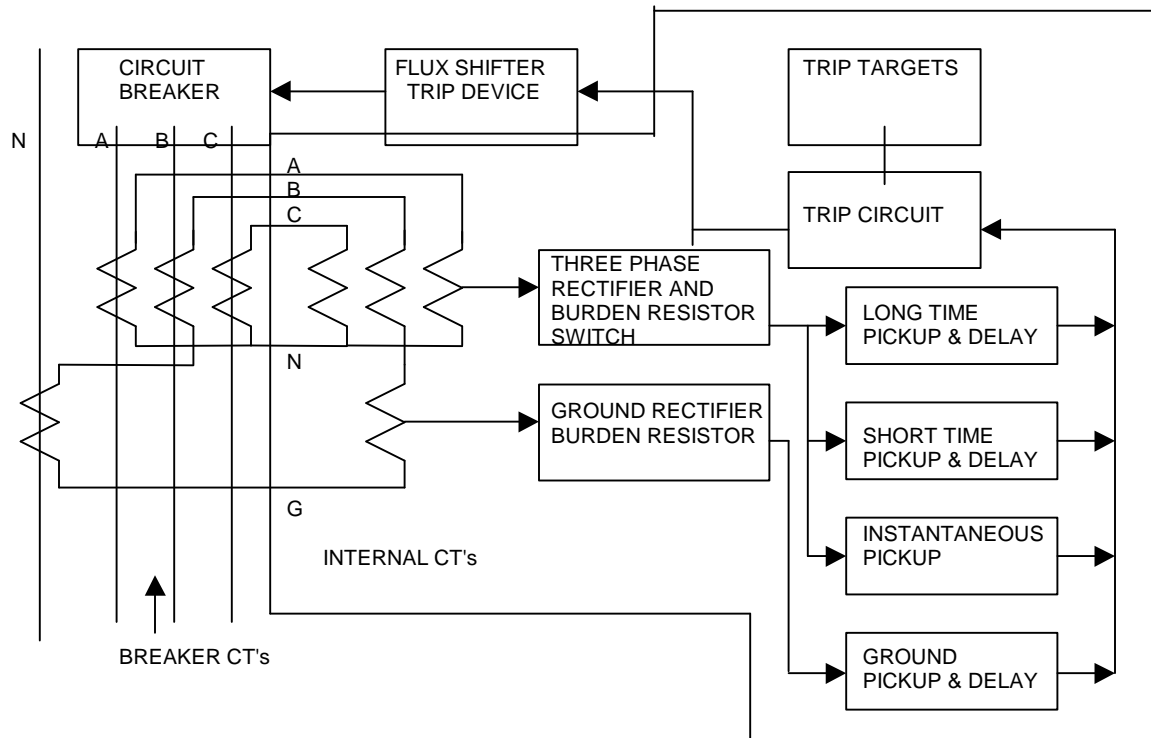 CIRCUIT
BREAKER
FLUX SHIFTER
TRIP DEVICE
TRIP TARGETS
N
A
B
C
A
B
C
TRIP CIRCUIT
THREE PHASE
RECTIFIER AND
BURDEN RESISTOR
SWITCH
LONG TIME
PICKUP & DELAY
N
GROUND RECTIFIER
BURDEN RESISTOR
SHORT TIME
PICKUP & DELAY
G
INTERNAL CT's
INSTANTANEOUS
PICKUP
BREAKER CT's
GROUND
PICKUP & DELAY